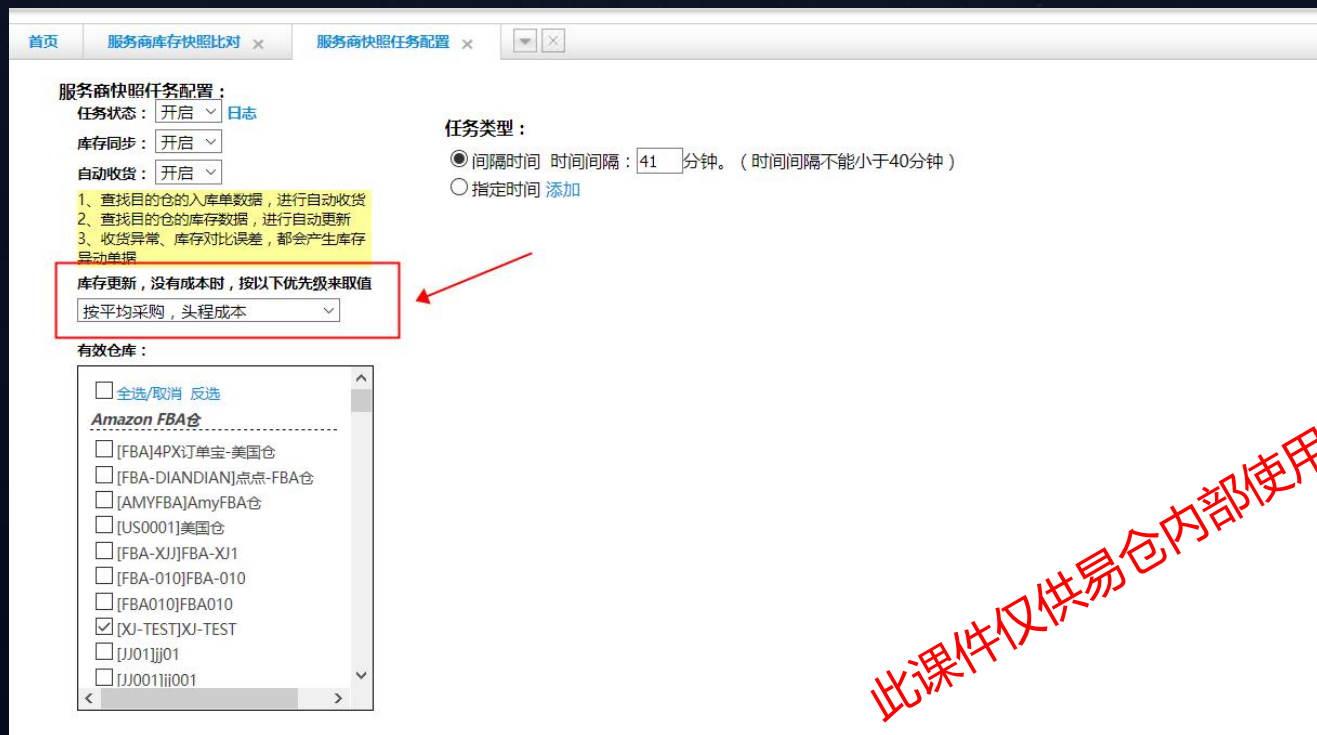 首页 服务商库存快照比对 服务商快照任务配置
服务商快照任务配置：
任务状态： 开启 日志
库存同步： 开启
自动收货： 开启
1、查找目的仓的入库单数据，进行自动收货
2、查找目的仓的库存数据，进行自动更新
3、收货异常、库存对比误差，都会产生库存
异动单据
库存更新，没有成本时，按以下优先级来取值
按平均采购，头程成本
有效仓库：
全选/取消 反选
Amazon FBA仓
[FBA]4PX订单宝-美国仓
[FBA-DIANDIAN]点点-FBA仓
[AMYFBA]AmyFBA仓
[US0001]美国仓
[FBA-XJJ]FBA-XJ1
[FBA-010]FBA-010
[FBA010]FBA010
[XJ-TEST]XJ-TEST
[JJ01]jj01
[JJ001]jj001
任务类型：
间隔时间 时间间隔：41分钟。（时间间隔不能小于40分钟）
指定时间 添加
此课件仅供易仓内部使用